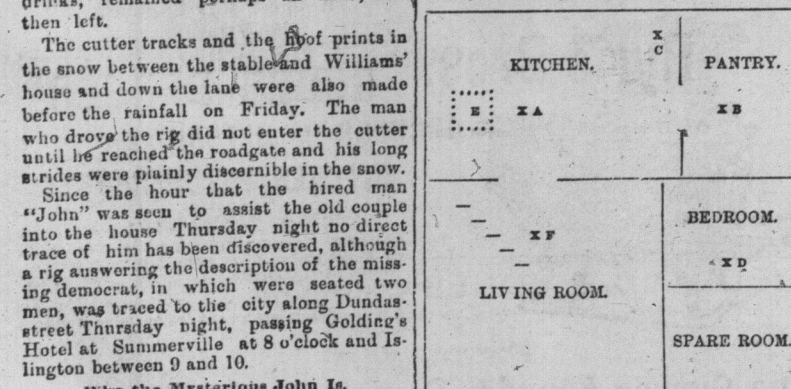 then left.
The cutter tracks and the hoof prints in
the snow between the stable and Williams'
house and down the lane were also made
before the rainfall on Friday. The man
who drove the rig did not enter the cutter
until he reached the roadgate and his long
strides were plainly discernible in the snow.
Since the hour that the hired man
"John" was seen to assist the old couple
into the house Thursday night no direct
trace of him has been discovered, although
a rig answering the description of the miss-
ing democrat, in which were seated two
men, was traced to the city along Dundas-
street Thursday night, passing Golding's
Hotel at Summerville at 8 o'clock and Is-
lington between 9 and 10.
the Mysterious John Is.
X
C
KITCHEN.
PANTRY.
E
X A
X B
X F
BEDROOM.
X D
LIVING ROOM.
SPARE ROOM.